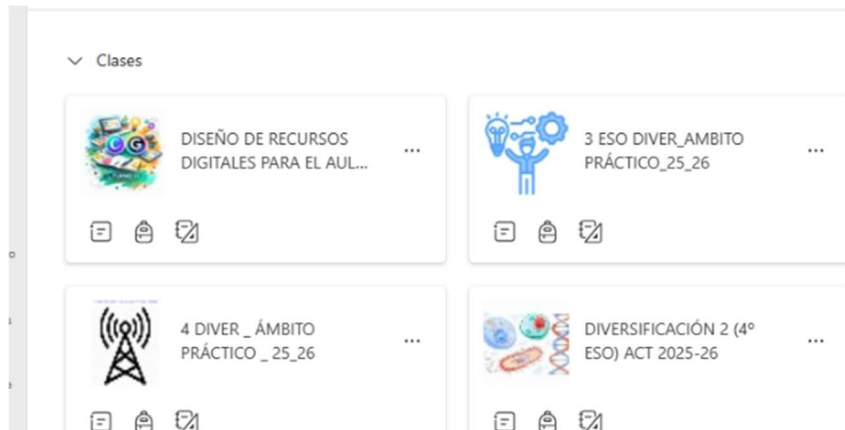 Clases
DISEÑO DE RECURSOS
DIGITALES PARA EL AUL...
3 ESO DIVER_AMBITO
PRÁCTICO_25_26
4 DIVER _ ÁMBITO
PRÁCTICO _ 25_26
DIVERSIFICACIÓN 2 (4º
ESO) ACT 2025-26